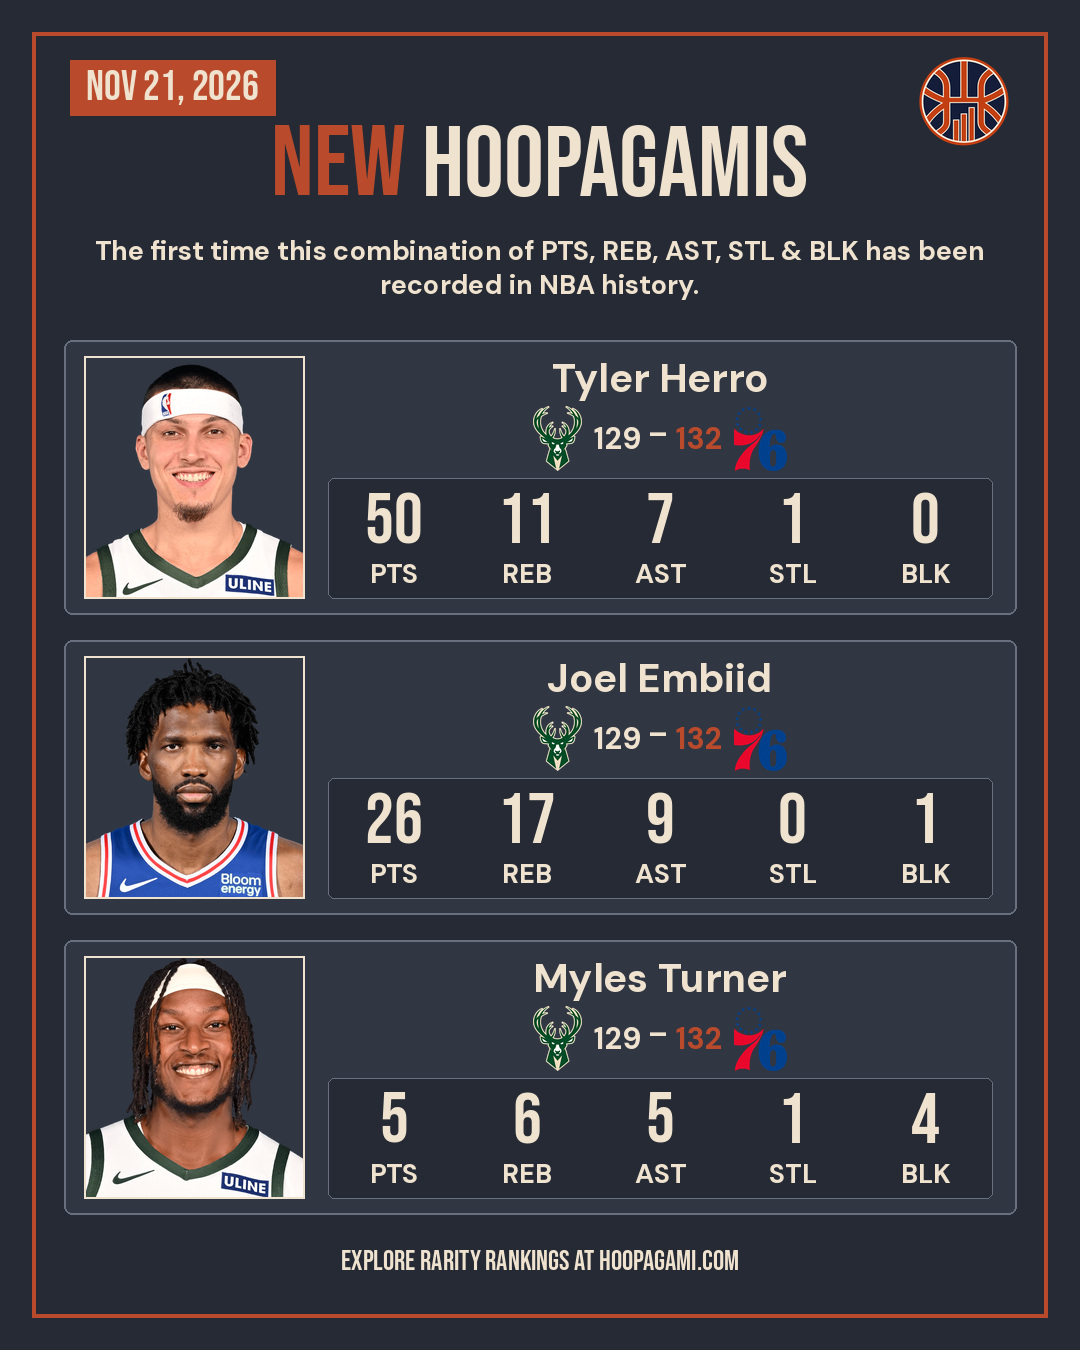 NOV 21, 2026
NEW HOOPAGAMIS
The first time this combination of PTS, REB, AST, STL & BLK has been
recorded in NBA history.
Tyler Herro
129 – 132 76
50 11 7 1 0
PTS REB AST STL BLK
ULINE
Joel Embiid
129 – 132 76
26 17 9 0 1
PTS REB AST STL BLK
Bloom
energy
Myles Turner
129 – 132 76
5 6 5 1 4
PTS REB AST STL BLK
ULINE
EXPLORE RARITY RANKINGS AT HOOPAGAMI.COM